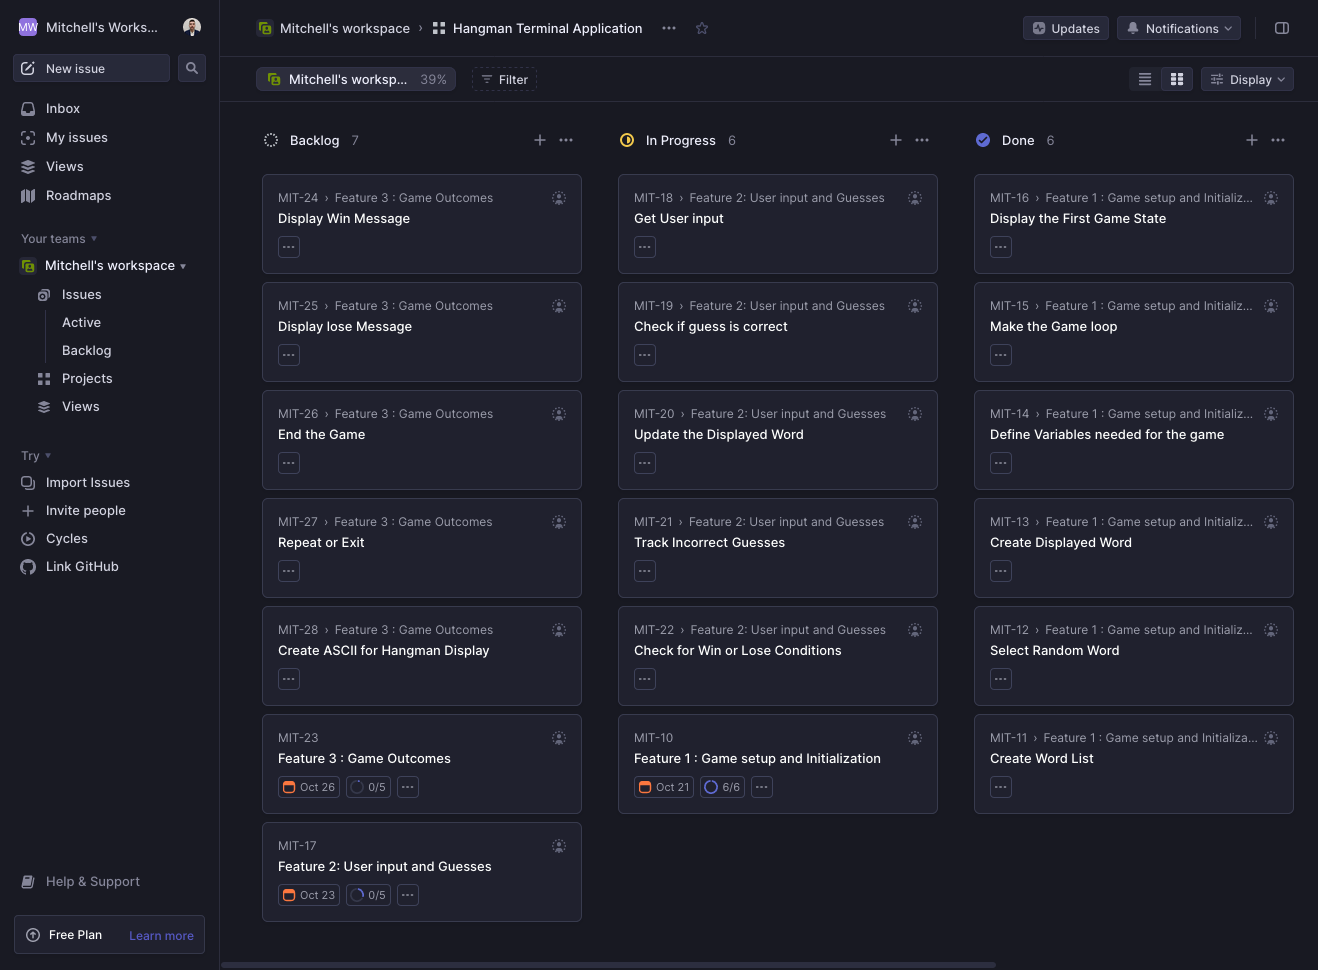 MW Mitchell's Works...
New issue
Inbox
My issues
Views
Roadmaps
Your teams
Mitchell's workspace
Issues
Active
Backlog
Projects
Views
Try
Import Issues
Invite people
Cycles
Link GitHub
Help & Support
Free Plan Learn more
Mitchell's workspace › Hangman Terminal Application
Updates
Notifications
Mitchell's worksp... 39%
Filter
Display
Backlog 7
MIT-24 › Feature 3 : Game Outcomes
Display Win Message
MIT-25 › Feature 3 : Game Outcomes
Display lose Message
MIT-26 › Feature 3 : Game Outcomes
End the Game
MIT-27 › Feature 3 : Game Outcomes
Repeat or Exit
MIT-28 › Feature 3 : Game Outcomes
Create ASCII for Hangman Display
MIT-23
Feature 3 : Game Outcomes
Oct 26 0/5
MIT-17
Feature 2: User input and Guesses
Oct 23 0/5
In Progress 6
MIT-18 › Feature 2: User input and Guesses
Get User input
MIT-19 › Feature 2: User input and Guesses
Check if guess is correct
MIT-20 › Feature 2: User input and Guesses
Update the Displayed Word
MIT-21 › Feature 2: User input and Guesses
Track Incorrect Guesses
MIT-22 › Feature 2: User input and Guesses
Check for Win or Lose Conditions
MIT-10
Feature 1 : Game setup and Initialization
Oct 21 6/6
Done 6
MIT-16 › Feature 1 : Game setup and Initializ...
Display the First Game State
MIT-15 › Feature 1 : Game setup and Initializ...
Make the Game loop
MIT-14 › Feature 1 : Game setup and Initializ...
Define Variables needed for the game
MIT-13 › Feature 1 : Game setup and Initializ...
Create Displayed Word
MIT-12 › Feature 1 : Game setup and Initializ...
Select Random Word
MIT-11 › Feature 1 : Game setup and Initializa...
Create Word List